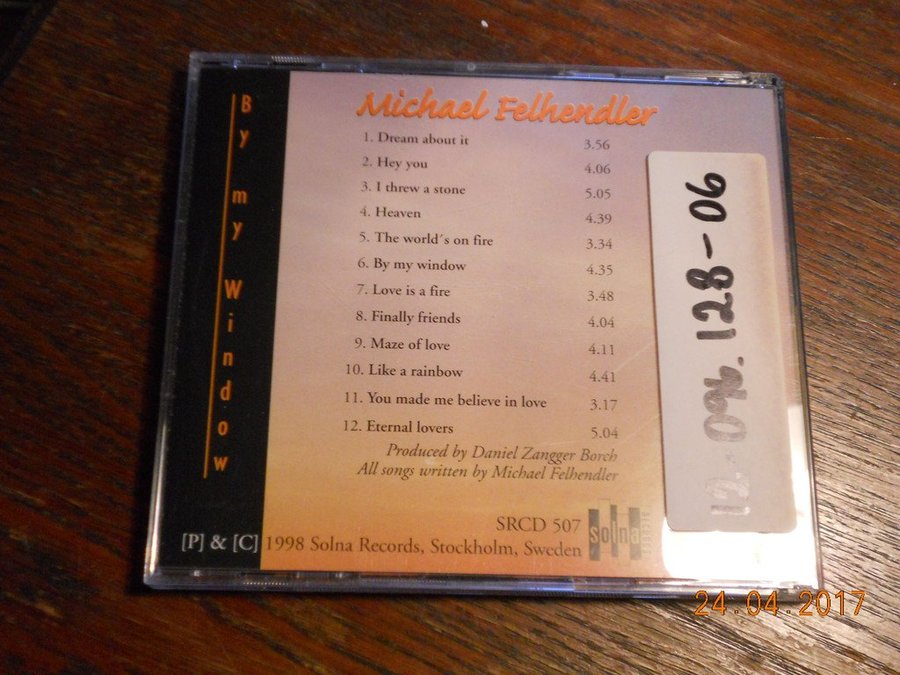 By my Window
Michael Felhendler
1. Dream about it 3.56
2. Hey you 4.06
3. I threw a stone 5.05
4. Heaven 4.39
5. The world´s on fire 3.34
6. By my window 4.35
7. Love is a fire 3.48
8. Finally friends 4.04
9. Maze of love 4.11
10. Like a rainbow 4.41
11. You made me believe in love 3.17
12. Eternal lovers 5.04
Produced by Daniel Zangger Borch
All songs written by Michael Felhendler
SRCD 507
solna
[P] & [C] 1998 Solna Records, Stockholm, Sweden
096. 128-06
24.04.2017